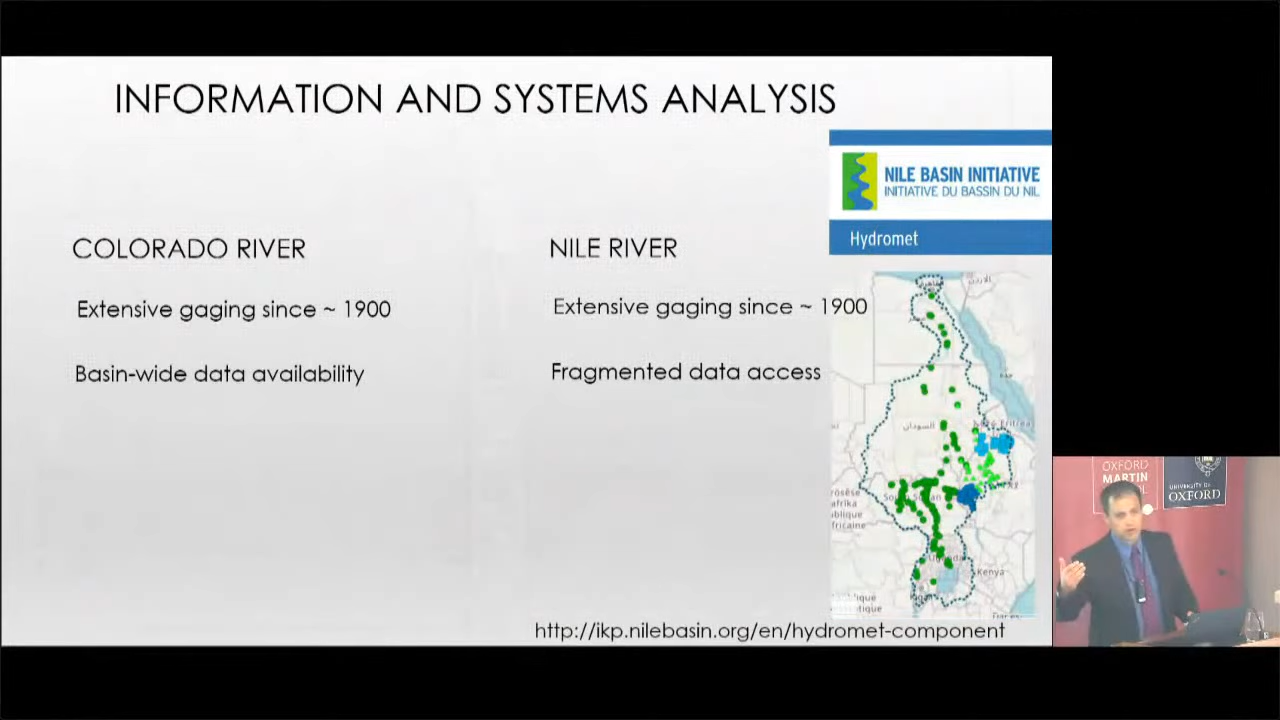 INFORMATION AND SYSTEMS ANALYSIS
NILE BASIN INITIATIVE
INITIATIVE DU BASSIN DU NIL
Hydromet
COLORADO RIVER
NILE RIVER
Extensive gaging since ~ 1900
Extensive gaging since ~ 1900
Basin-wide data availability
Fragmented data access
السودان
Kenya
http://ikp.nilebasin.org/en/hydromet-component
OXFORD
MARTIN
UNIVERSITY OF
OXFORD